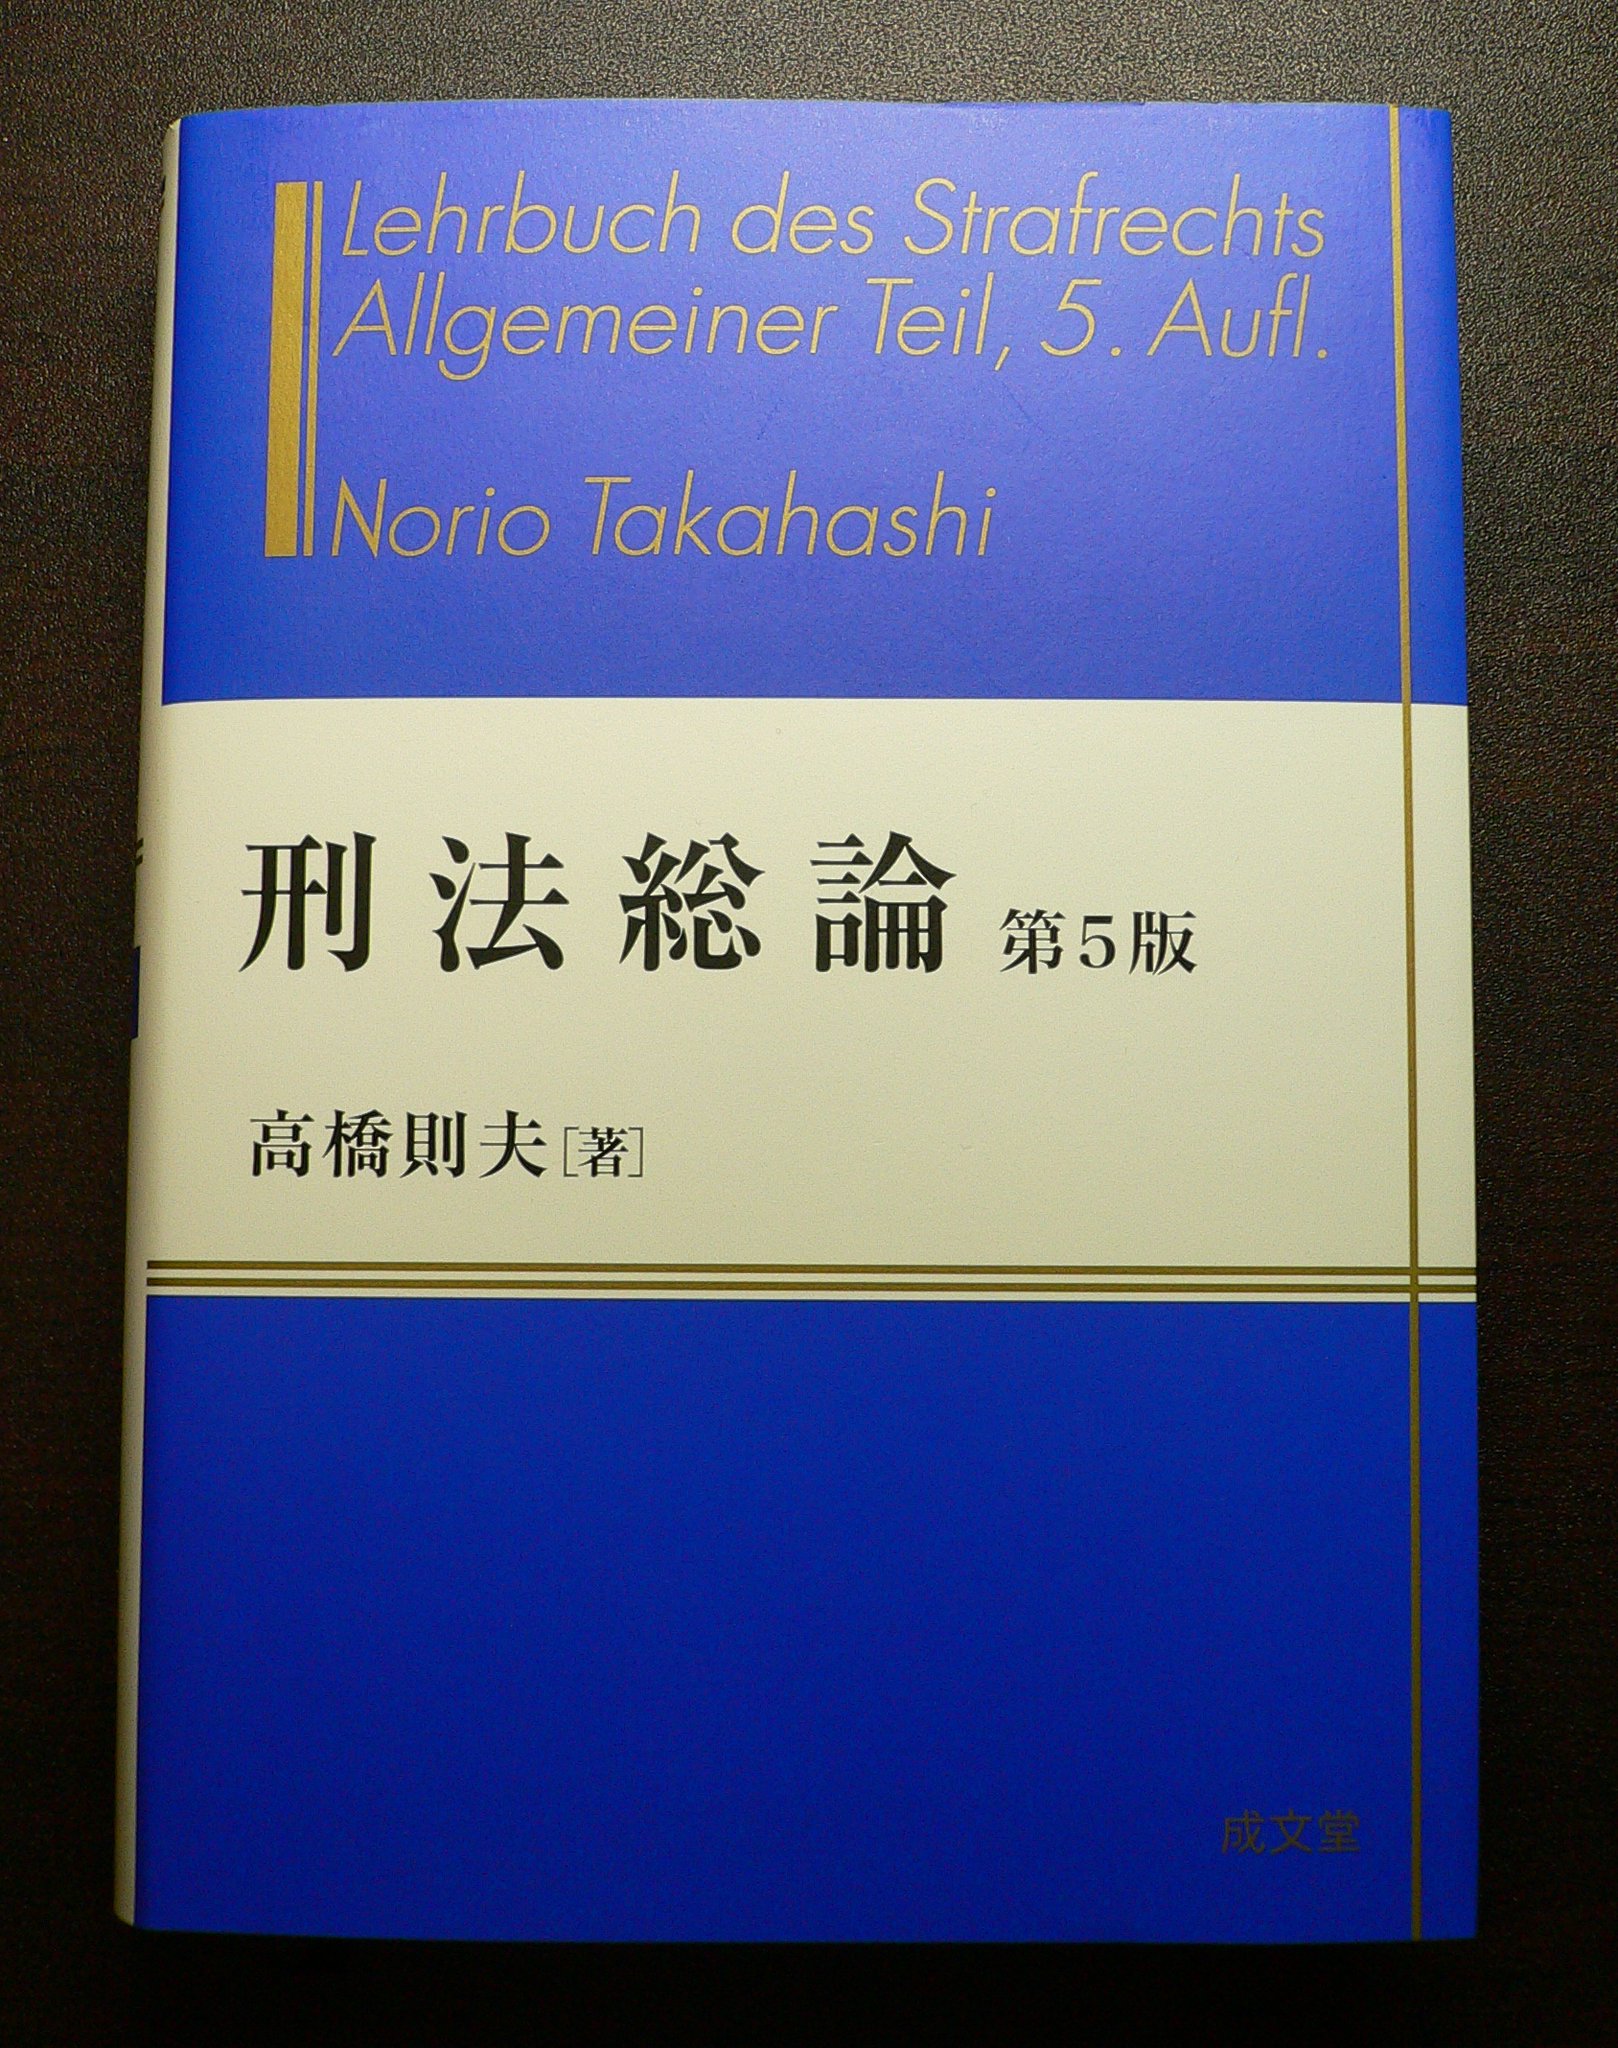 Lehrbuch des Strafrechts
Allgemeiner Teil, 5. Aufl.
Norio Takahashi
刑法総論 第5版
高橋則夫[著]
成文堂